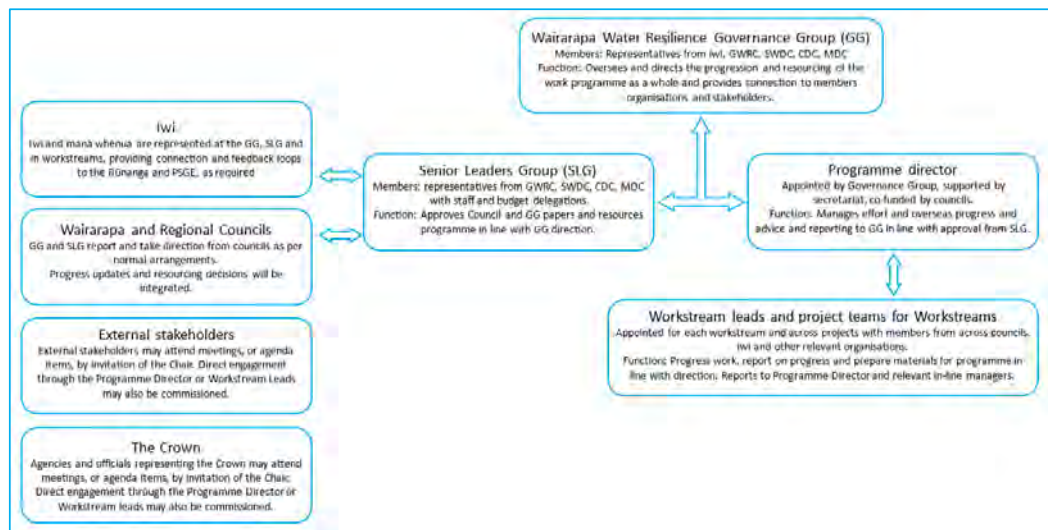 Wairarapa Water Resilience Governance Group (GG)
Members: Representatives from iwi, GWRC, SWDC, CDC, MDC
Function: Oversees and directs the progression and resourcing of the
work programme as a whole and provides connection to members
organisations and stakeholders.
Iwi
Iwi and mana whenua are represented at the GG, SLG and
in workstreams, providing connection and feedback loops
to the Rūnanga and PSGE, as required
Senior Leaders Group (SLG)
Members: representatives from GWRC, SWDC, CDC, MDC
with staff and budget delegations.
Function: Approves Council and GG papers and resources
programme in line with GG direction.
Programme director
Appointed by Governance Group, supported by
secretariat, co funded by councils.
Function: Manages effort and overseas progress and
advice and reporting to GG in line with approval from SLG.
Wairarapa and Regional Councils
GG and SLG report and take direction from councils as per
normal arrangements.
Progress updates and resourcing decisions will be
integrated.
Workstream leads and project teams for Workstreams
Appointed for each workstream and across projects with members from across councils,
iwi and other relevant organisations.
Function: Progress work, report on progress and prepare materials for programme in
line with direction. Reports to Programme Director and relevant in-line managers.
External stakeholders
External stakeholders may attend meetings, or agenda
items, by invitation of the Chair. Direct engagement
through the Programme Director or Workstream Leads
may also be commissioned.
The Crown
Agencies and officials representing the Crown may attend
meetings, or agenda items, by invitation of the Chair.
Direct engagement through the Programme Director or
Workstream leads may also be commissioned.